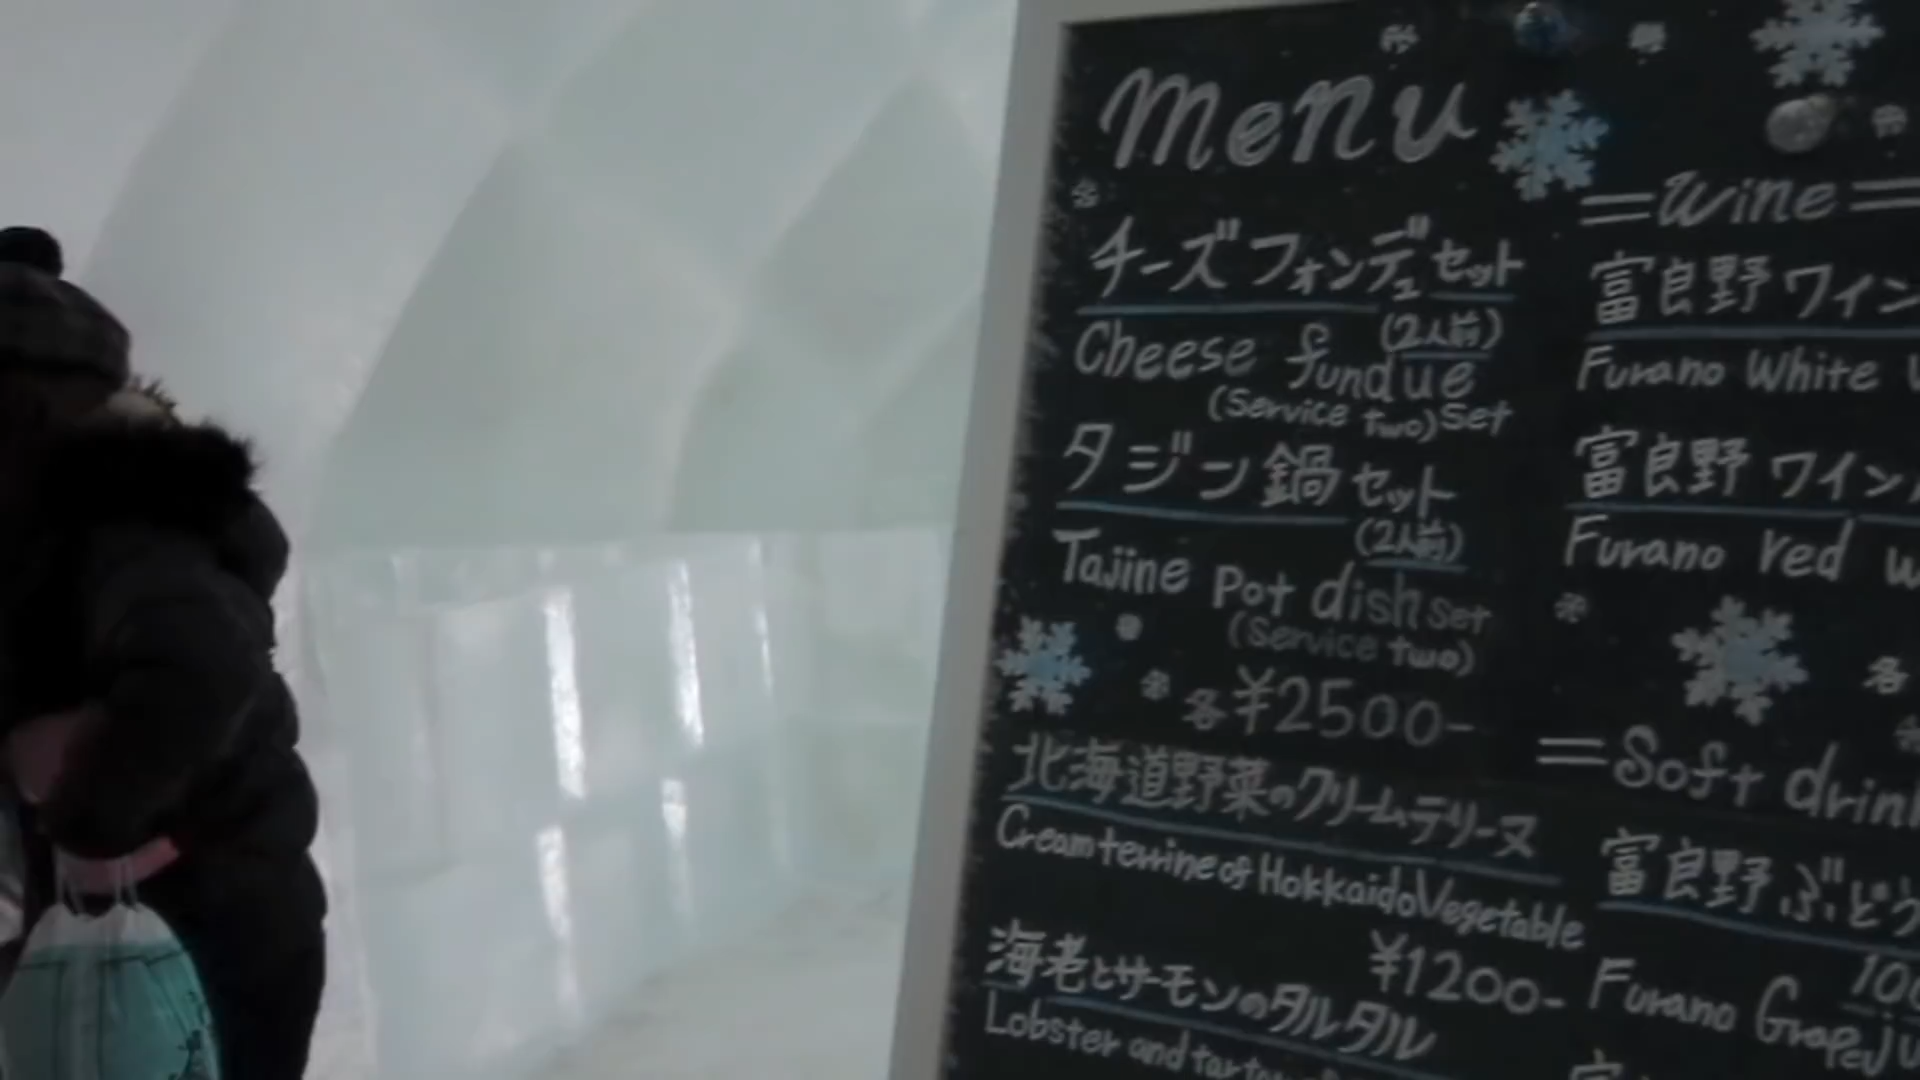 menu
チーズフォンデュセット
(2人前)
Cheese fundue
(Service two) Set
タジン鍋セット
(2人前)
Tajine Pot dish set
(Service two)
各¥2500-
北海道野菜のクリームテリーヌ
Cream terrine of Hokkaido Vegetable
¥1200-
海老とサーモンのタルタル
Lobster and
=Wine=
富良野ワイン
Furano White
富良野ワイン
Furano red
=Soft drin
富良野ぶどう
100
Furano Grape ju